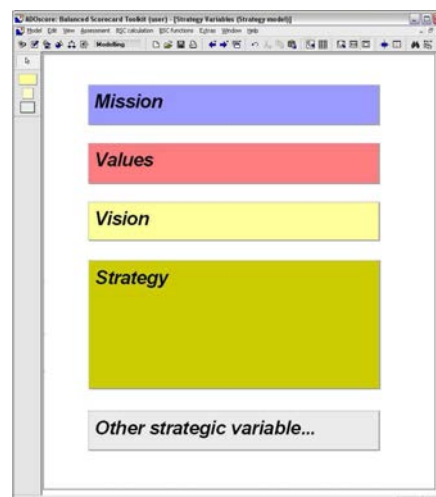 ADOscore: Balanced Scorecard Toolkit (user) - [Strategy Variables (Strategy model)]
Model Edit View Assessment BSC calculation BSC functions Extras Window Help
Modelling
Mission
Values
Vision
Strategy
Other strategic variable...